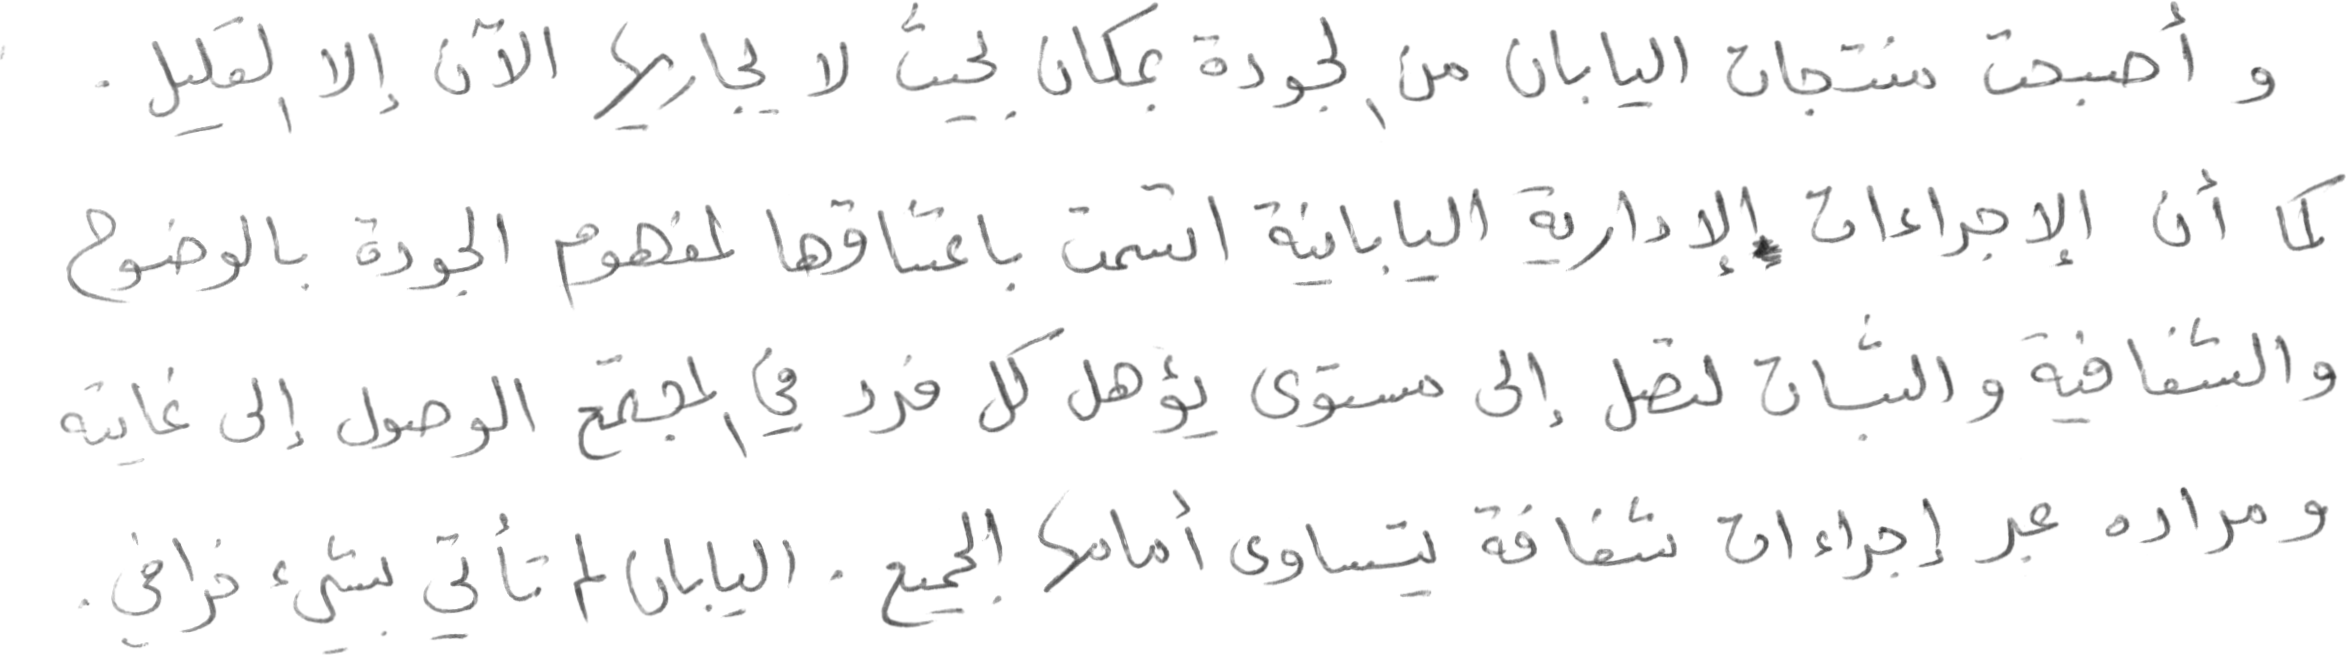 و أصبحت منتجات اليابان من الجودة بمكان بحيث لا يجاريها الآن إلا القليل .
كما أن الإجراءات الإدارية اليابانية اتسمت باعتناقها لمفهوم الجودة بالوضوح
والشفافية والثبات لتصل إلى مستوى يؤهل كل فرد في المجتمع الوصول إلى غايته
ومراده عبر إجراءات شفافة يتساوى أمامها الجميع . اليابان لم تأتي بشيء خرافي .